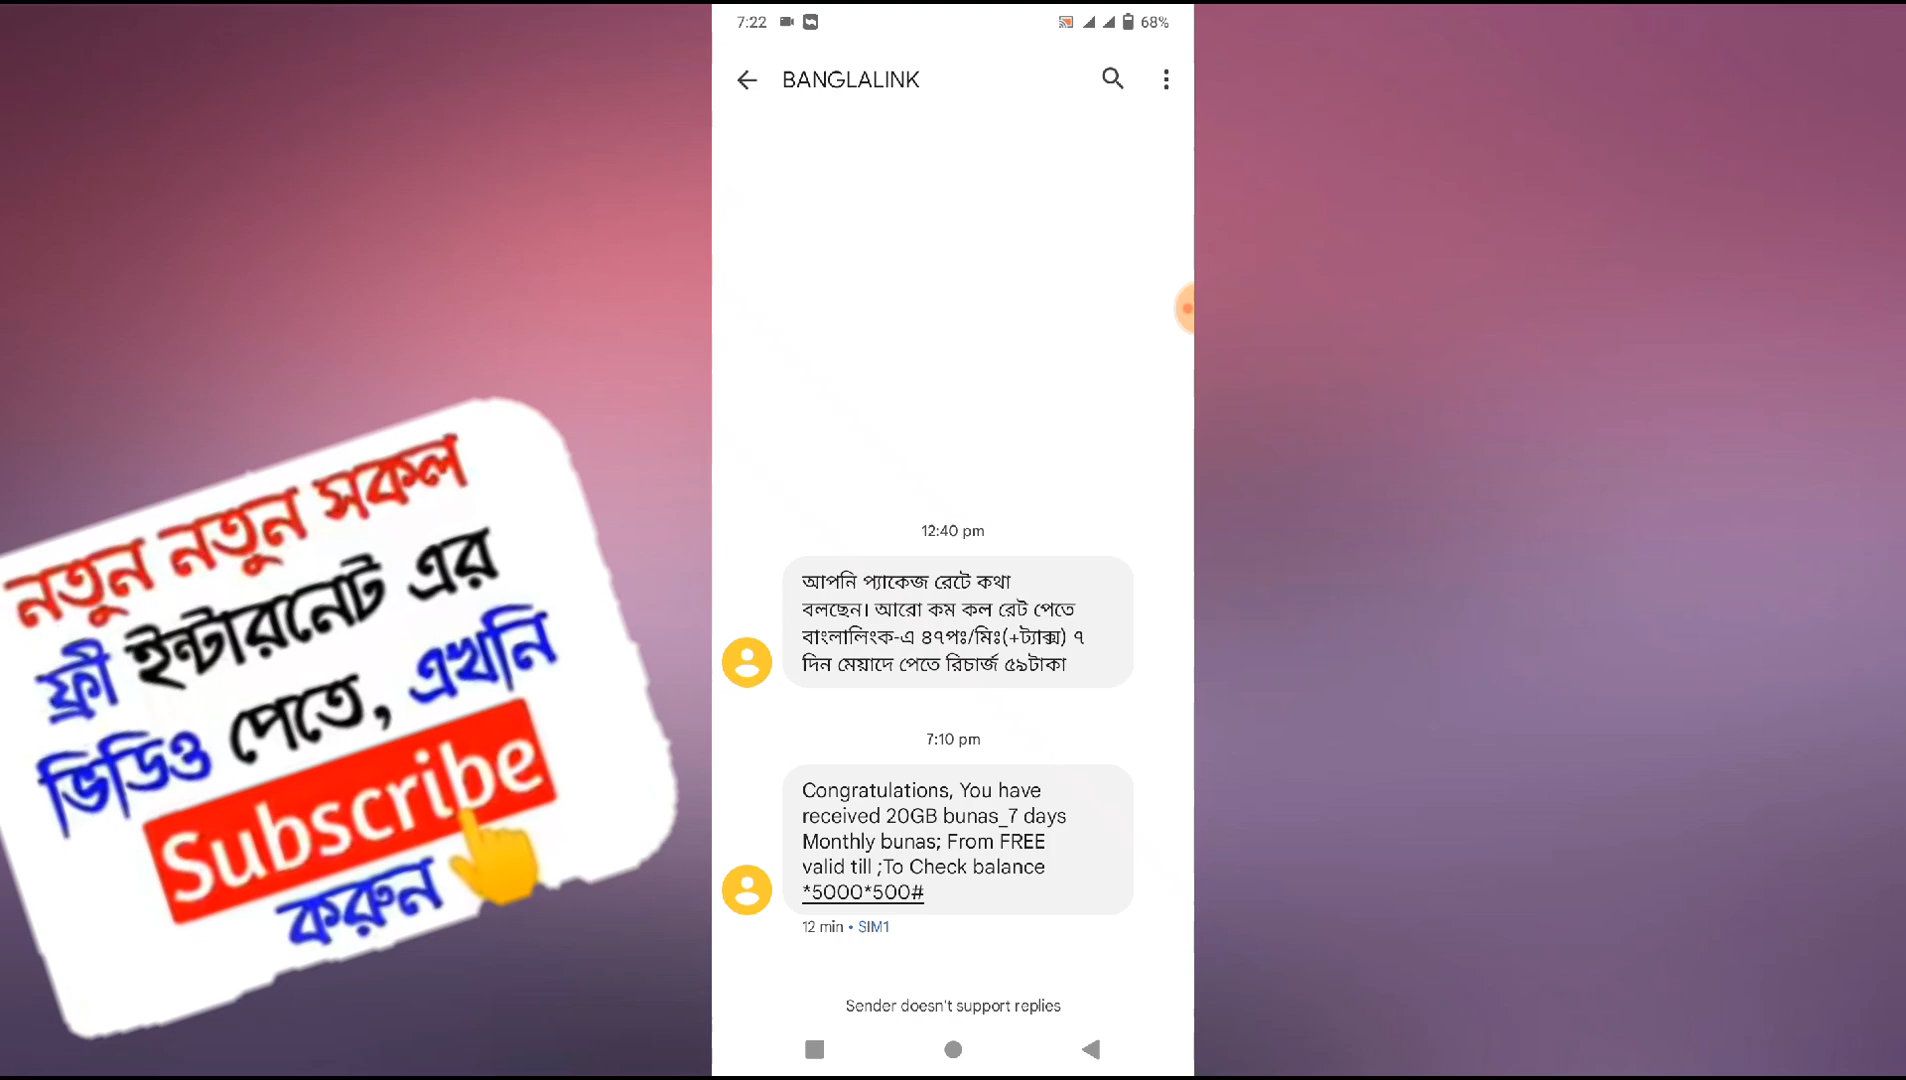 7:22
68%
BANGLALINK
12:40 pm
আপনি প্যাকেজ রেটে কথা
বলছেন। আরো কম কল রেট পেতে
বাংলালিংক-এ ৪৭পঃ/মিঃ(+ট্যাক্স) ৭
দিন মেয়াদে পেতে রিচার্জ ৫৯টাকা
7:10 pm
Congratulations, You have
received 20GB bunas_7 days
Monthly bunas; From FREE
valid till ;To Check balance
*5000*500#
12 min • SIM1
Sender doesn't support replies
নতুন নতুন সকল
ফ্রী ইন্টারনেট এর
ভিডিও পেতে, এখনি
Subscribe
করুন